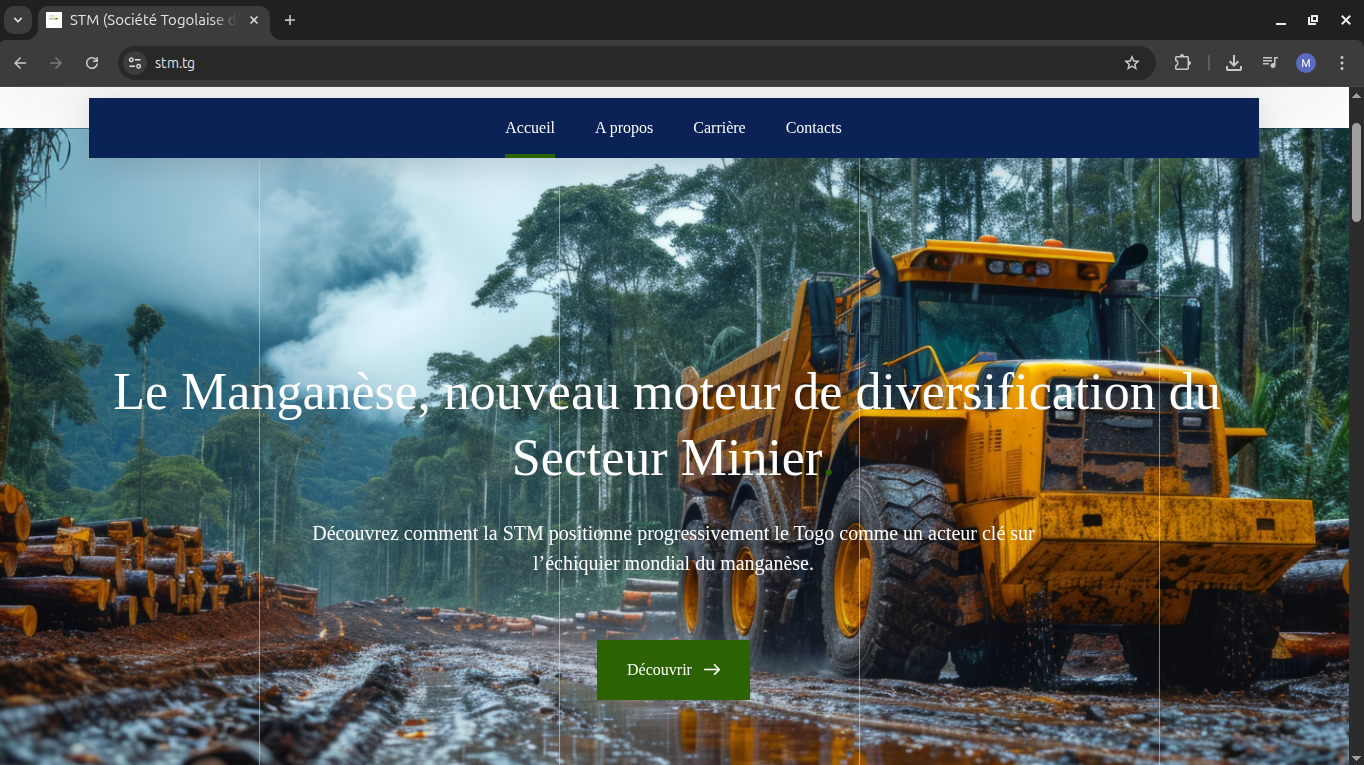 STM (Société Togolaise d
stm.tg
M
Accueil A propos Carrière Contacts
Le Manganèse, nouveau moteur de diversification du
Secteur Minier.
Découvrez comment la STM positionne progressivement le Togo comme un acteur clé sur
l’échiquier mondial du manganèse.
Découvrir →